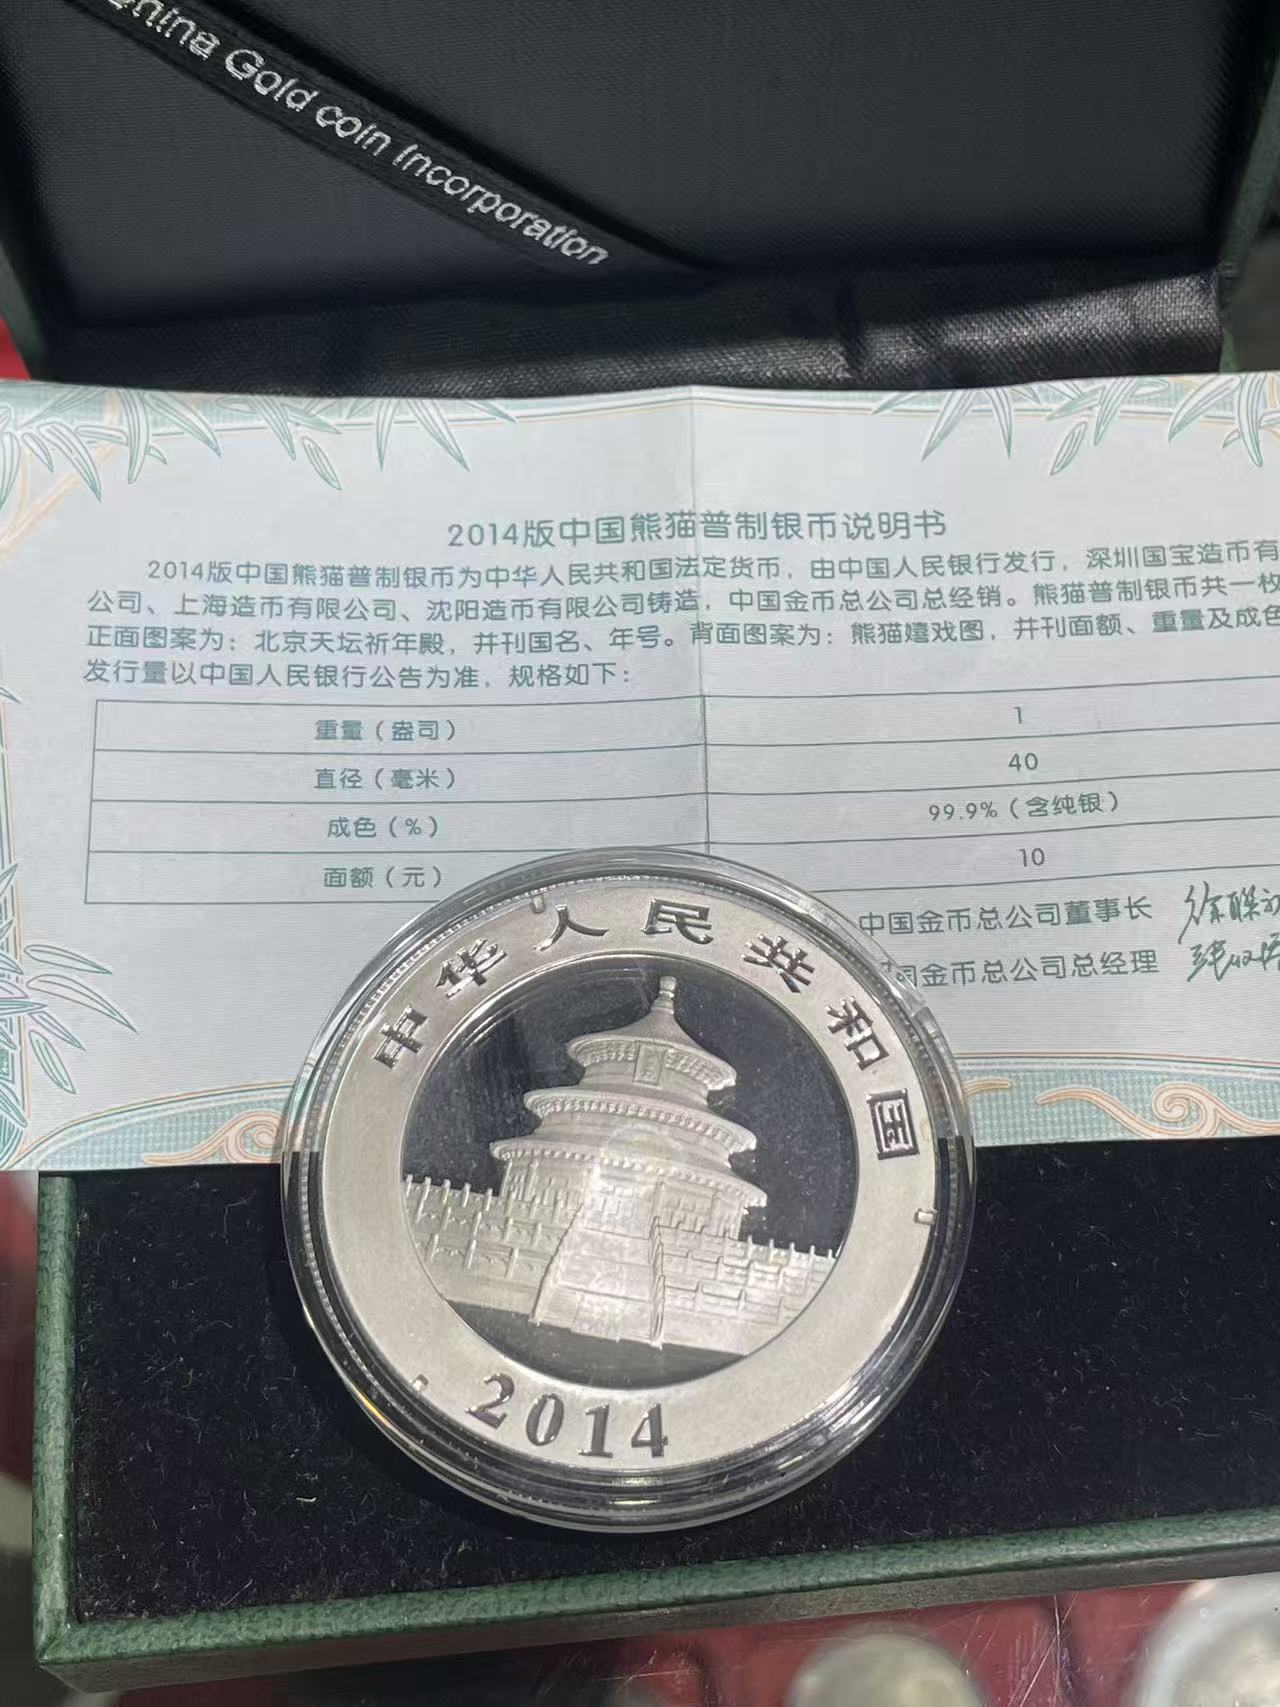 China Gold coin Incorporation
2014版中国熊猫普制银币说明书
2014版中国熊猫普制银币为中华人民共和国法定货币，由中国人民银行发行，深圳国宝造币有
公司、上海造币有限公司、沈阳造币有限公司铸造，中国金币总公司总经销。熊猫普制银币共一枚
正面图案为：北京天坛祈年殿，并刊国名、年号。背面图案为：熊猫嬉戏图，并刊面额、重量及成色
发行量以中国人民银行公告为准，规格如下：
重量（盎司） 1
直径（毫米） 40
成色（%） 99.9%（含纯银）
面额（元） 10
中国金币总公司董事长
国金币总公司总经理
中华人民共和国
2014